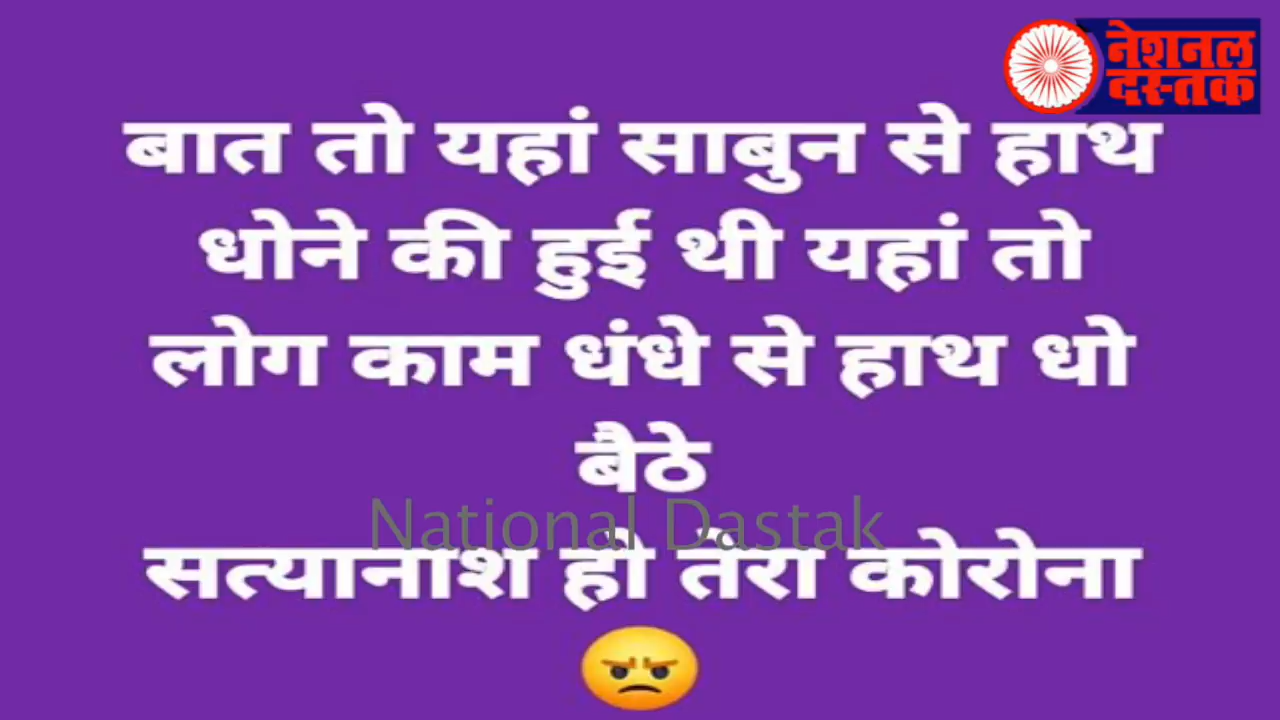 नेशनल
दस्तक
बात तो यहां साबुन से हाथ
धोने की हुई थी यहां तो
लोग काम धंधे से हाथ धो
बैठे
National Dastak
सत्यानाश हो तेरा कोरोना